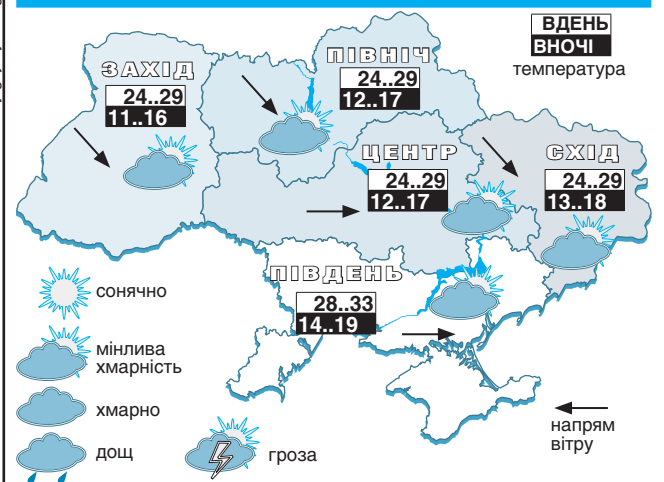 ВДЕНЬ
ВНОЧІ
температура
ЗАХІД
24..29
11..16
ПІВНІЧ
24..29
12..17
ЦЕНТР
24..29
12..17
СХІД
24..29
13..18
ПІВДЕНЬ
28..33
14..19
сонячно
мінлива
хмарність
хмарно
дощ
гроза
напрям
вітру